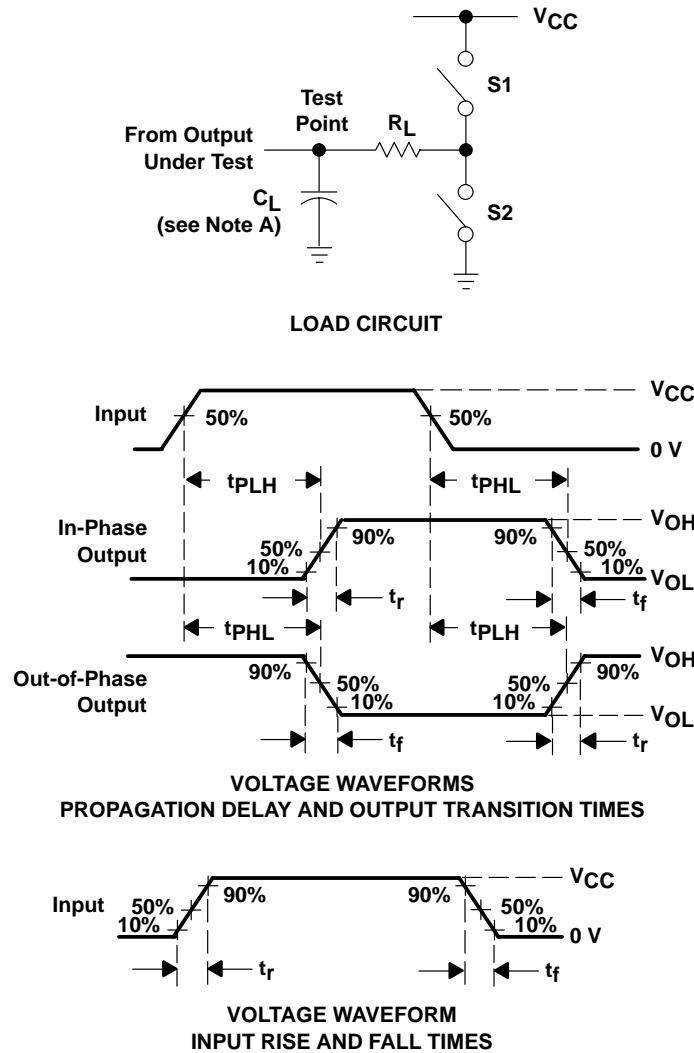 VCC
S1
Test
Point
RL
From Output
Under Test
CL
(see Note A)
S2
LOAD CIRCUIT
VCC
Input
50%
50%
0 V
tPLH
tPHL
VOH
In-Phase
Output
90%
90%
50%
50%
10%
10%
VOL
tr
tf
tPHL
tPLH
VOH
Out-of-Phase
Output
90%
90%
50%
50%
10%
10%
VOL
tf
tr
VOLTAGE WAVEFORMS
PROPAGATION DELAY AND OUTPUT TRANSITION TIMES
VCC
Input
90%
90%
50%
50%
10%
10%
0 V
tr
tf
VOLTAGE WAVEFORM
INPUT RISE AND FALL TIMES